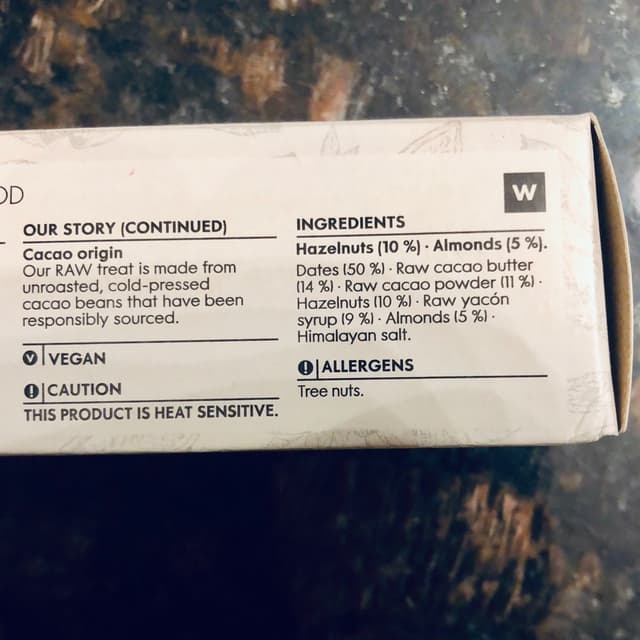 OD
OUR STORY (CONTINUED)
Cacao origin
Our RAW treat is made from
unroasted, cold-pressed
cacao beans that have been
responsibly sourced.
V VEGAN
! CAUTION
THIS PRODUCT IS HEAT SENSITIVE.
W
INGREDIENTS
Hazelnuts (10 %) · Almonds (5 %).
Dates (50 %) · Raw cacao butter
(14 %) · Raw cacao powder (11 %) ·
Hazelnuts (10 %) · Raw yacón
syrup (9 %) · Almonds (5 %) ·
Himalayan salt.
! ALLERGENS
Tree nuts.